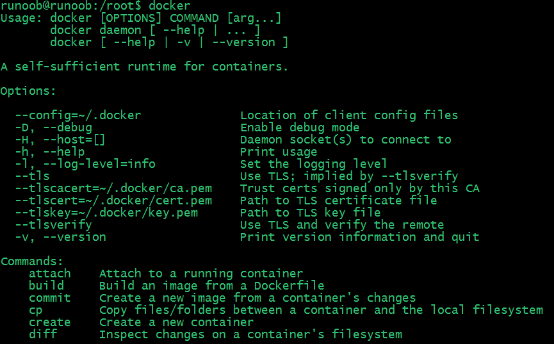 runoob@runoob:/root$ docker
Usage: docker [OPTIONS] COMMAND [arg...]
       docker daemon [ --help | ... ]
       docker [ --help | -v | --version ]

A self-sufficient runtime for containers.

Options:

  --config=~/.docker              Location of client config files
  -D, --debug                     Enable debug mode
  -H, --host=[]                   Daemon socket(s) to connect to
  -h, --help                      Print usage
  -l, --log-level=info            Set the logging level
  --tls                           Use TLS; implied by --tlsverify
  --tlscacert=~/.docker/ca.pem    Trust certs signed only by this CA
  --tlscert=~/.docker/cert.pem    Path to TLS certificate file
  --tlskey=~/.docker/key.pem      Path to TLS key file
  --tlsverify                     Use TLS and verify the remote
  -v, --version                   Print version information and quit

Commands:
    attach    Attach to a running container
    build     Build an image from a Dockerfile
    commit    Create a new image from a container's changes
    cp        Copy files/folders between a container and the local filesystem
    create    Create a new container
    diff      Inspect changes on a container's filesystem